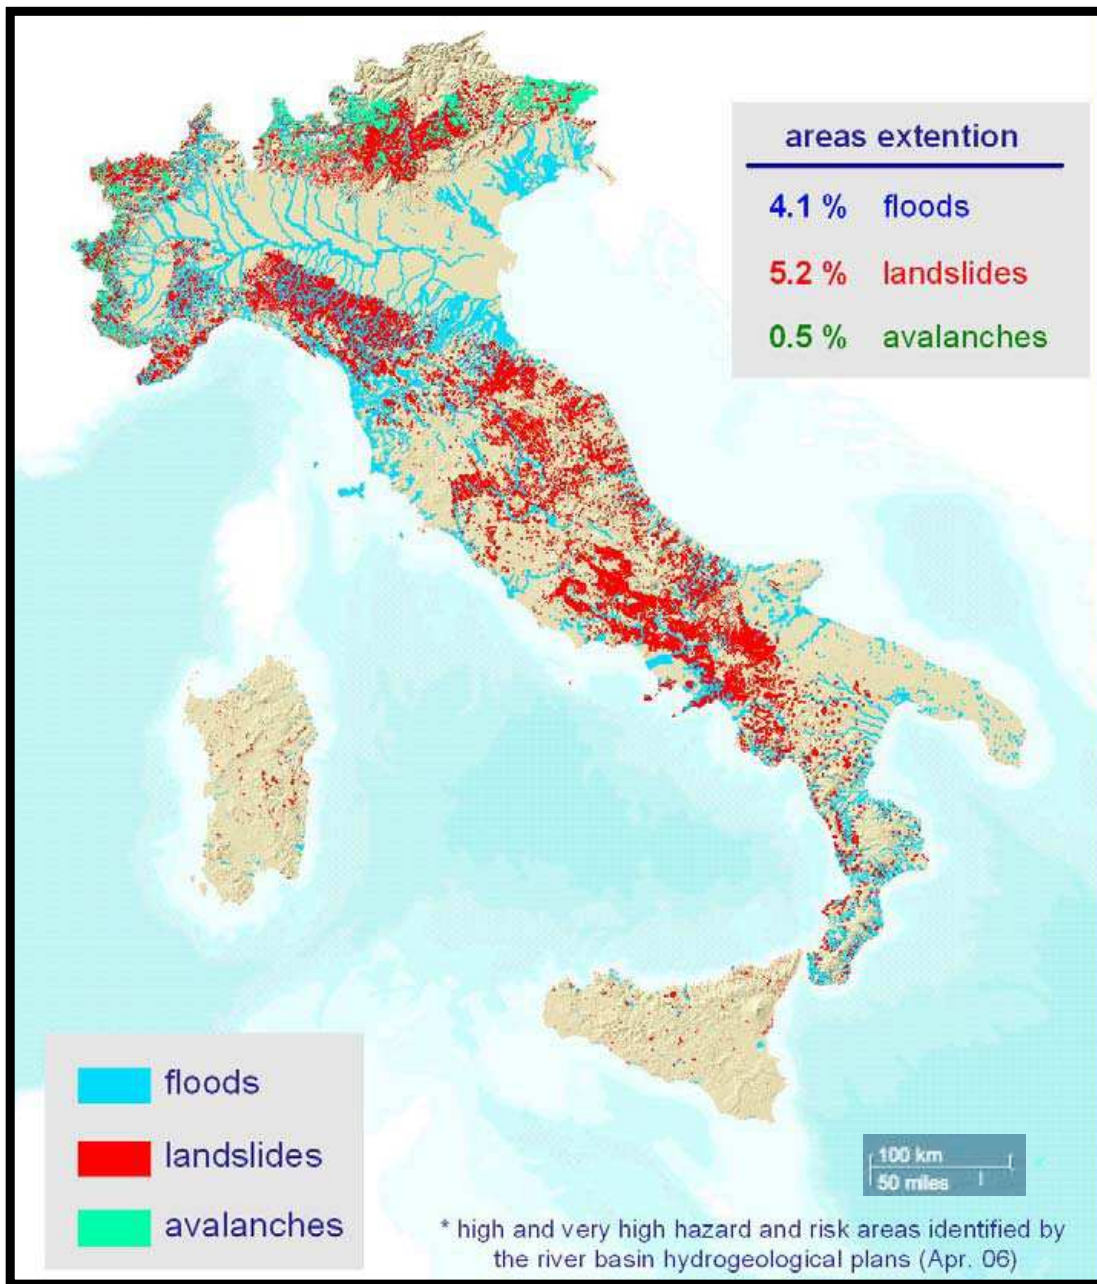 areas extention
4.1 % floods
5.2 % landslides
0.5 % avalanches
floods
landslides
avalanches
100 km
50 miles
* high and very high hazard and risk areas identified by
the river basin hydrogeological plans (Apr. 06)